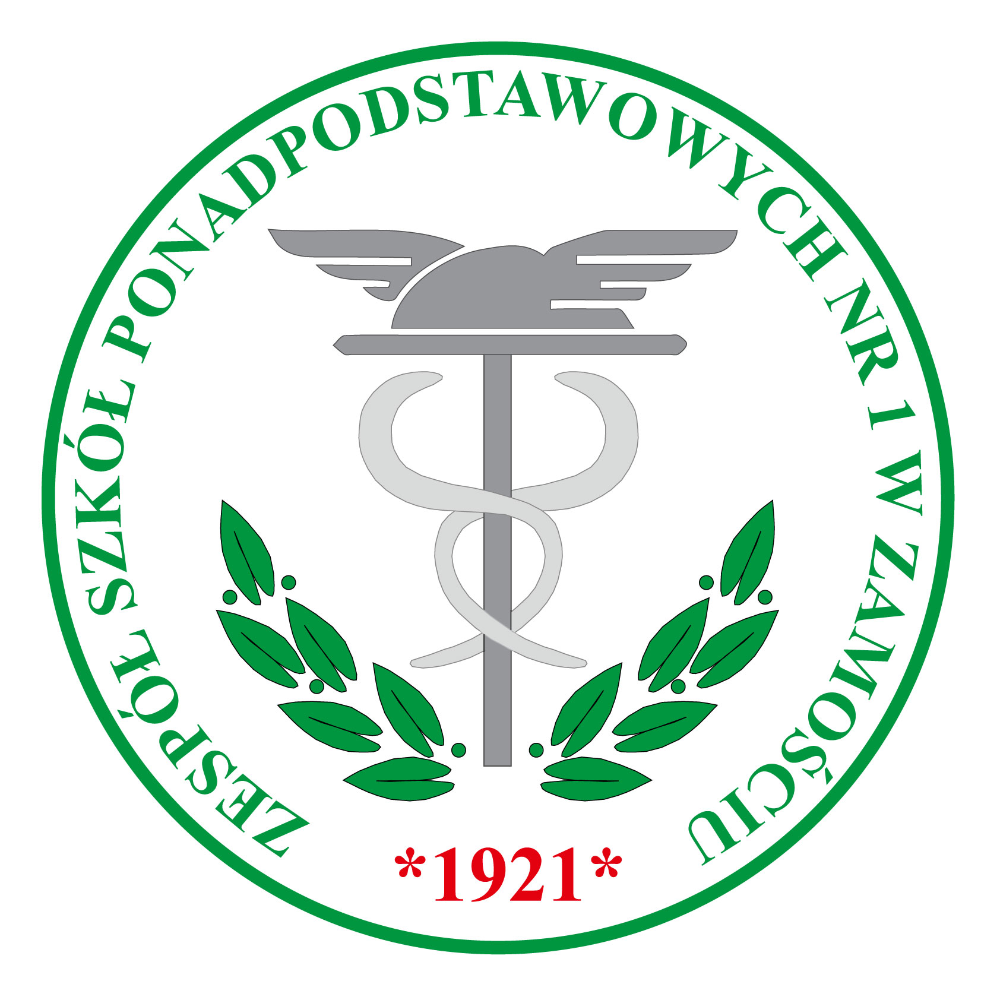 ZESPÓŁ SZKÓŁ PONADPODSTAWOWYCH NR 1 W ZAMOŚCIU
*1921*